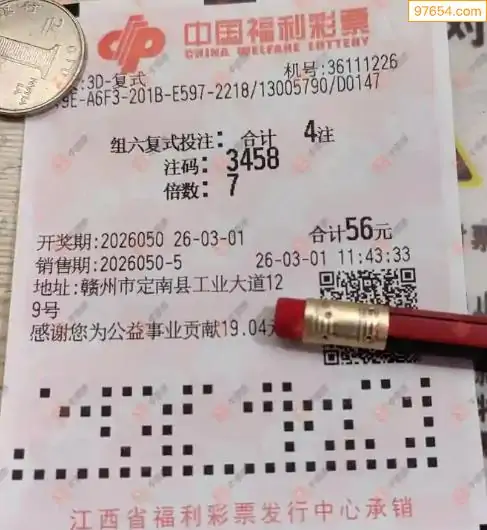 97654.com
中国福利彩票
CHINA WELFARE LOTTERY
3D-复式
机号:36111226
9E-A6F3-201B-E597-2218/13005790/D0147
组六复式投注: 合计 4注
注码: 3458
倍数: 7
开奖期:2026050 26-03-01 合计56元
销售期:2026050-5 26-03-01 11:43:33
地址:赣州市定南县工业大道12
9号
感谢您为公益事业贡献19.04
江西省福利彩票发行中心承销